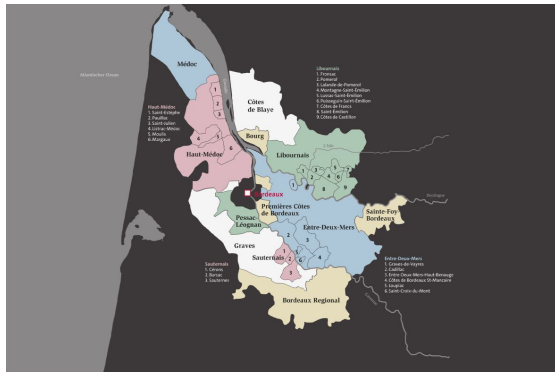 Médoc
Haut-Médoc
1. Saint-Estèphe
2. Pauillac
3. Saint-Julien
4. Listrac-Médoc
5. Moulis
6. Margaux
Libournais
1. Fronsac
2. Pomerol
3. Lalande-de-Pomerol
4. Montagne-Saint-Émilion
5. Lussac-Saint-Émilion
6. Puisseguin-Saint-Émilion
7. Côtes de Francs
8. Saint-Émilion
9. Côtes de Castillon
Côtes
de Blaye
Bourg
Libournais
Haut-Médoc
Bordeaux
Premières Côtes
de Bordeaux
Sainte-Foy
Bordeaux
Pessac
Léognan
Entre-Deux-Mers
Graves
Sauternais
Bordeaux Regional
Sauternais
1. Cérons
2. Barsac
3. Sauternes
Entre-Deux-Mers
1. Graves-de-Vayres
2. Cadillac
3. Entre-Deux-Mers-Haut-Benauge
4. Côtes de Bordeaux St-Macaire
5. Loupiac
6. Saint-Croix-du-Mont